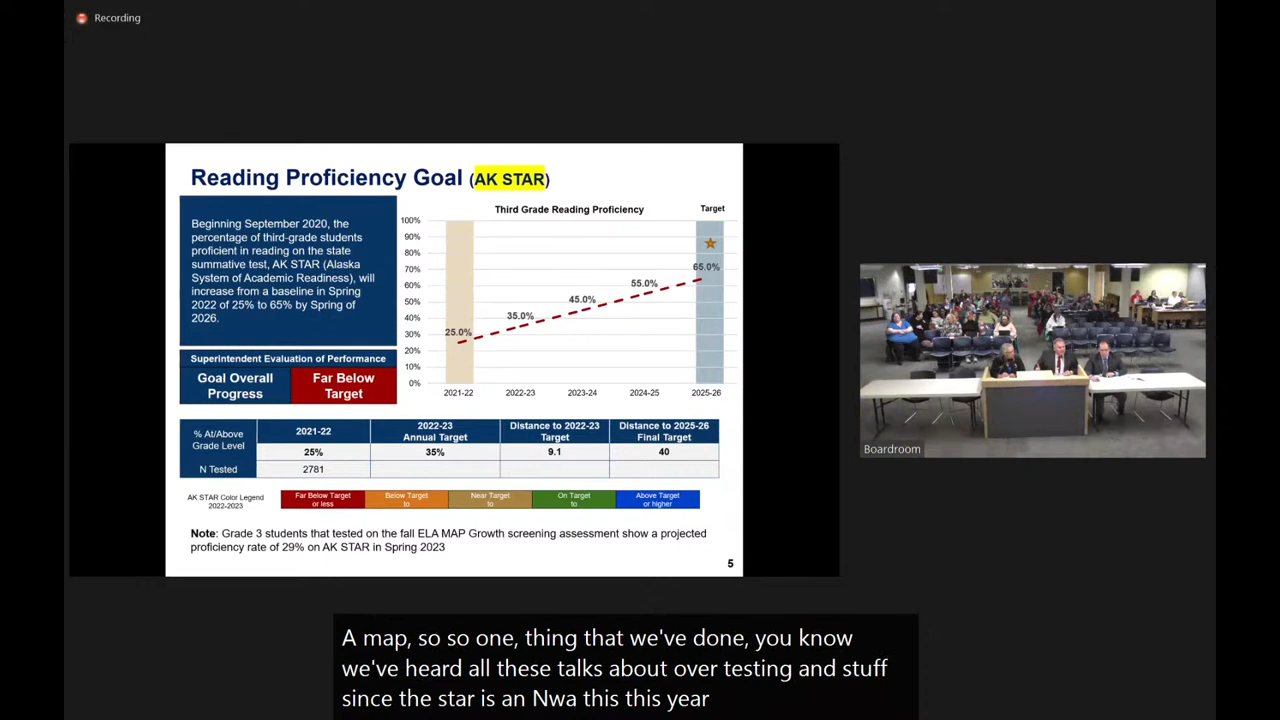 Recording
Reading Proficiency Goal (AK STAR)
Beginning September 2020, the
percentage of third-grade students
proficient in reading on the state
summative test, AK STAR (Alaska
System of Academic Readiness), will
increase from a baseline in Spring
2022 of 25% to 65% by Spring of
2026.
Superintendent Evaluation of Performance
Goal Overall
Progress
Far Below
Target
Third Grade Reading Proficiency
Target
100%
90%
80%
70%
60%
50%
40%
30%
20%
10%
0%
25.0%
35.0%
45.0%
55.0%
65.0%
2021-22 2022-23 2023-24 2024-25 2025-26
% At/Above
Grade Level
2021-22
2022-23
Annual Target
Distance to 2022-23
Target
Distance to 2025-26
Final Target
25% 35% 9.1 40
N Tested 2781
AK STAR Color Legend
2022-2023
Far Below Target
or less
Below Target
to
Near Target
to
On Target
to
Above Target
or higher
Note: Grade 3 students that tested on the fall ELA MAP Growth screening assessment show a projected
proficiency rate of 29% on AK STAR in Spring 2023
5
Boardroom
A map, so so one, thing that we've done, you know
we've heard all these talks about over testing and stuff
since the star is an Nwa this this year